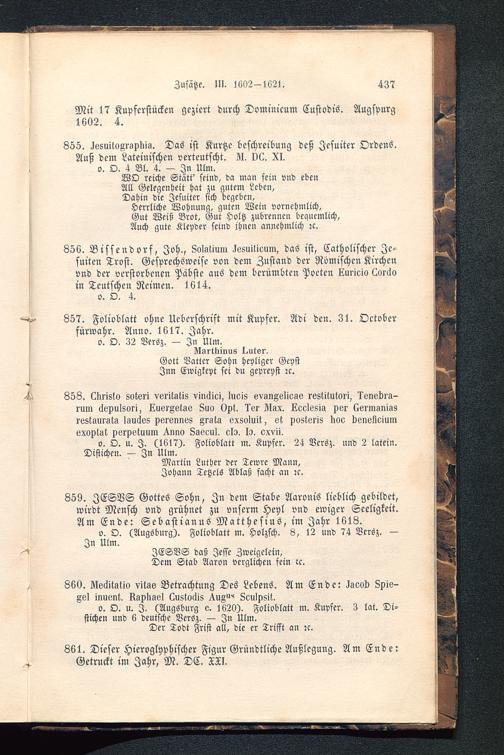 Zusätze. III. 1602—1621. 437
Mit 17 Kupferstücken geziert durch Dominicum Custodis. Augspurg
1602. 4.
855. Jesuitographia. Das ist Kurtze beschreibung deß Jesuiter Ordens.
Auß dem Lateinischen verteutscht. M. DC. XI.
o. O. 4 Bl. 4. — In Ulm.
WO reiche Stätt' seind, da man fein vnd eben
All Gelegenheit hat zu gutem Leben,
Dahin die Jesuiter sich begeben,
Herrliche Wohnung, guten Wein vornehmlich,
Gut Weiß Brot, Gut Holtz zubrennen bequemlich,
Auch gute Kleyder seind ihnen annehmlich ꝛc.
856. Bissendorf, Joh., Solatium Jesuiticum, das ist, Catholischer Je-
suiten Trost. Gesprechsweise von dem Zustand der Römischen Kirchen
vnd der verstorbenen Päbste aus dem berümbten Poeten Euricio Cordo
in Teutschen Reimen. 1614.
o. O. 4.
857. Folioblatt ohne Ueberschrift mit Kupfer. Adi den. 31. October
fürwahr. Anno. 1617. Jahr.
o. O. 32 Versz. — In Ulm.
Marthinus Luter.
Gott Vatter Sohn heyliger Geyst
Inn Ewigkeyt sei du gepreyst ꝛc.
858. Christo soteri veritatis vindici, lucis evangelicae restitutori, Tenebra-
rum depulsori, Euergetae Suo Opt. Ter Max. Ecclesia per Germanias
restaurata laudes perennes grata exsoluit, et posteris hoc beneficium
exoptat perpetuum Anno Saecul. cIo. Io. cxvii.
o. O. u. J. (1617). Folioblatt m. Kupfer. 24 Versz. und 2 latein.
Distichen. — In Ulm.
Martin Luther der Tewre Mann,
Johann Tetzels Ablaß facht an ꝛc.
859. JESVS Gottes Sohn, In dem Stabe Aaronis lieblich gebildet,
wirdt Mensch vnd grühnet zu vnserm Heyl vnd ewiger Seeligkeit.
Am Ende: Sebastianus Matthesius, im Jahr 1618.
o. O. (Augsburg). Folioblatt m. Holzsch. 8, 12 und 74 Versz. —
In Ulm.
JESVS daß Jesse Zweigelein,
Dem Stab Aaron verglichen fein ꝛc.
860. Meditatio vitae Betrachtung Des Lebens. Am Ende: Jacob Spie-
gel inuent. Raphael Custodis Augus Sculpsit.
o. O. u. J. (Augsburg c. 1620). Folioblatt m. Kupfer. 3 lat. Di-
stichen und 6 deutsche Versz. — In Ulm.
Der Todt Frist all, die er Trifft an ꝛc.
861. Dieser Hieroglyphischer Figur Gründtliche Außlegung. Am Ende:
Getruckt im Jahr, M. DC. XXI.